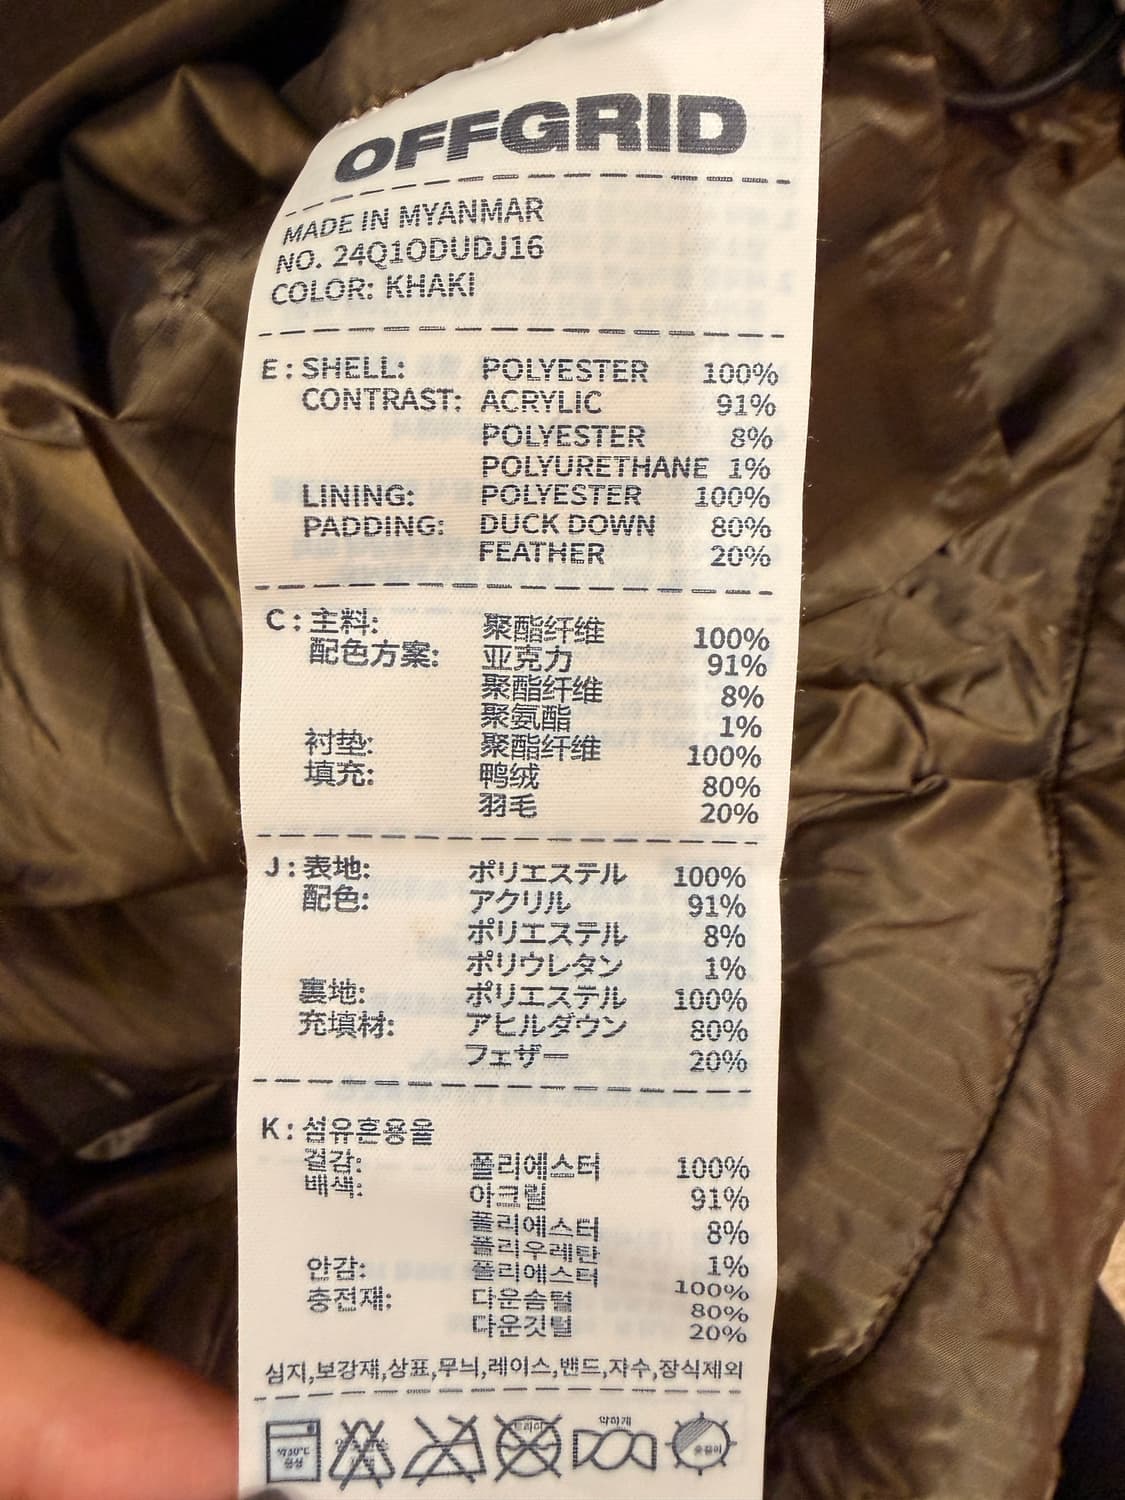 OFFGRID
MADE IN MYANMAR
NO. 24Q1ODUDJ16
COLOR: KHAKI
E: SHELL: POLYESTER 100%
CONTRAST: ACRYLIC 91%
POLYESTER 8%
POLYURETHANE 1%
LINING: POLYESTER 100%
PADDING: DUCK DOWN 80%
FEATHER 20%
C: 主料: 聚酯纤维 100%
配色方案: 亚克力 91%
聚酯纤维 8%
聚氨酯 1%
衬垫: 聚酯纤维 100%
填充: 鸭绒 80%
羽毛 20%
J: 表地: ポリエステル 100%
配色: アクリル 91%
ポリエステル 8%
ポリウレタン 1%
裏地: ポリエステル 100%
充填材: アヒルダウン 80%
フェザー 20%
K: 섬유혼용율
겉감: 폴리에스터 100%
배색: 아크릴 91%
폴리에스터 8%
폴리우레탄 1%
안감: 폴리에스터 100%
충전재: 다운솜털 80%
다운깃털 20%
심지,보강재,상표,무늬,레이스,밴드,자수,장식제외
약하게